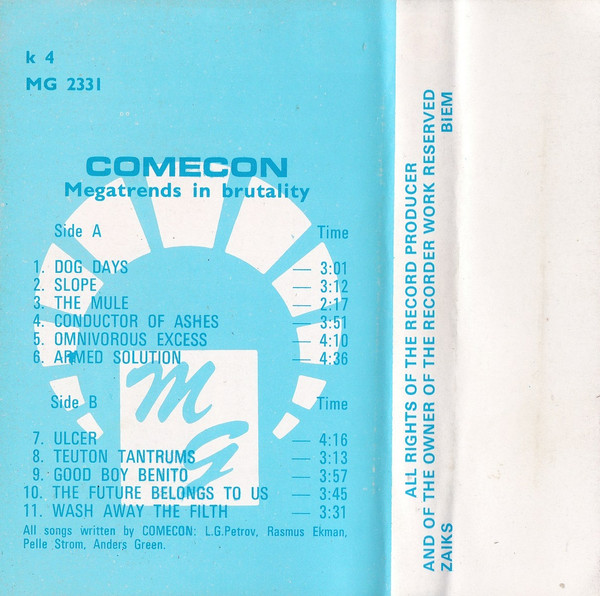 k 4
MG 2331
COMECON
Megatrends in brutality
Side A Time
1. DOG DAYS — 3:01
2. SLOPE — 3:12
3. THE MULE — 2:17
4. CONDUCTOR OF ASHES — 3:51
5. OMNIVOROUS EXCESS — 4:10
6. ARMED SOLUTION — 4:36
MG
Side B Time
7. ULCER — 4:16
8. TEUTON TANTRUMS — 3:13
9. GOOD BOY BENITO — 3:57
10. THE FUTURE BELONGS TO US — 3:45
11. WASH AWAY THE FILTH — 3:31
All songs written by COMECON: L.G.Petrov, Rasmus Ekman,
Pelle Strom, Anders Green.
ALL RIGHTS OF THE RECORD PRODUCER
AND OF THE OWNER OF THE RECORDER WORK RESERVED
ZAIKS BiEM